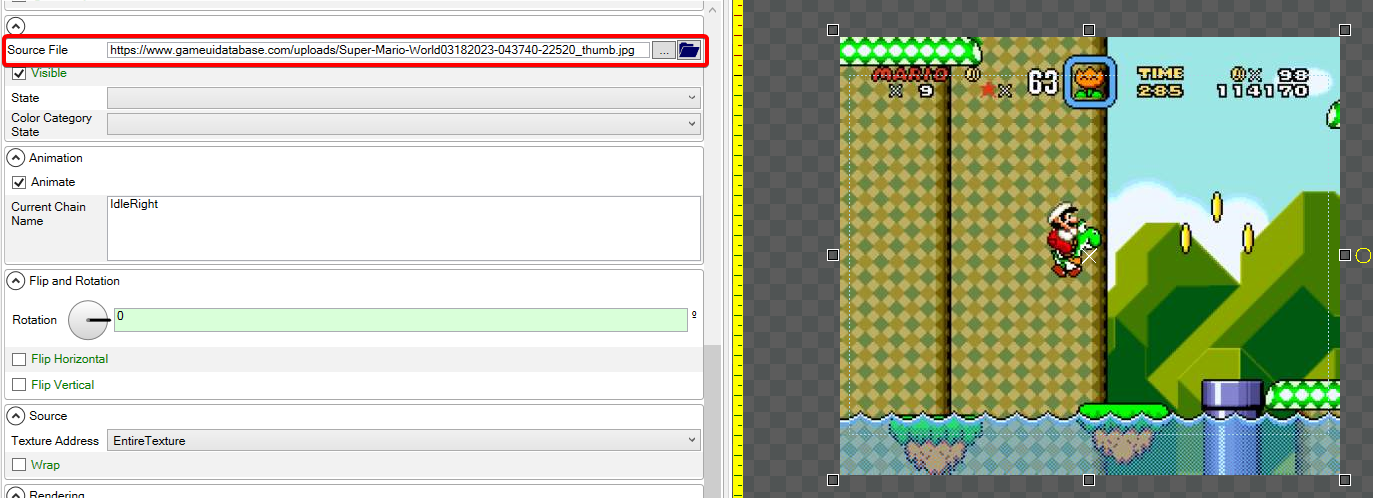 Source File
https://www.gameuidatabase.com/uploads/Super-Mario-World03182023-043740-22520_thumb.jpg
...
Visible
State
Color Category
State
Animation
Animate
Current Chain
Name
IdleRight
Flip and Rotation
Rotation
0
º
Flip Horizontal
Flip Vertical
Source
Texture Address
EntireTexture
Wrap
Rendering
MARIO
x 9
★x
63
TIME
285
x 98
114170